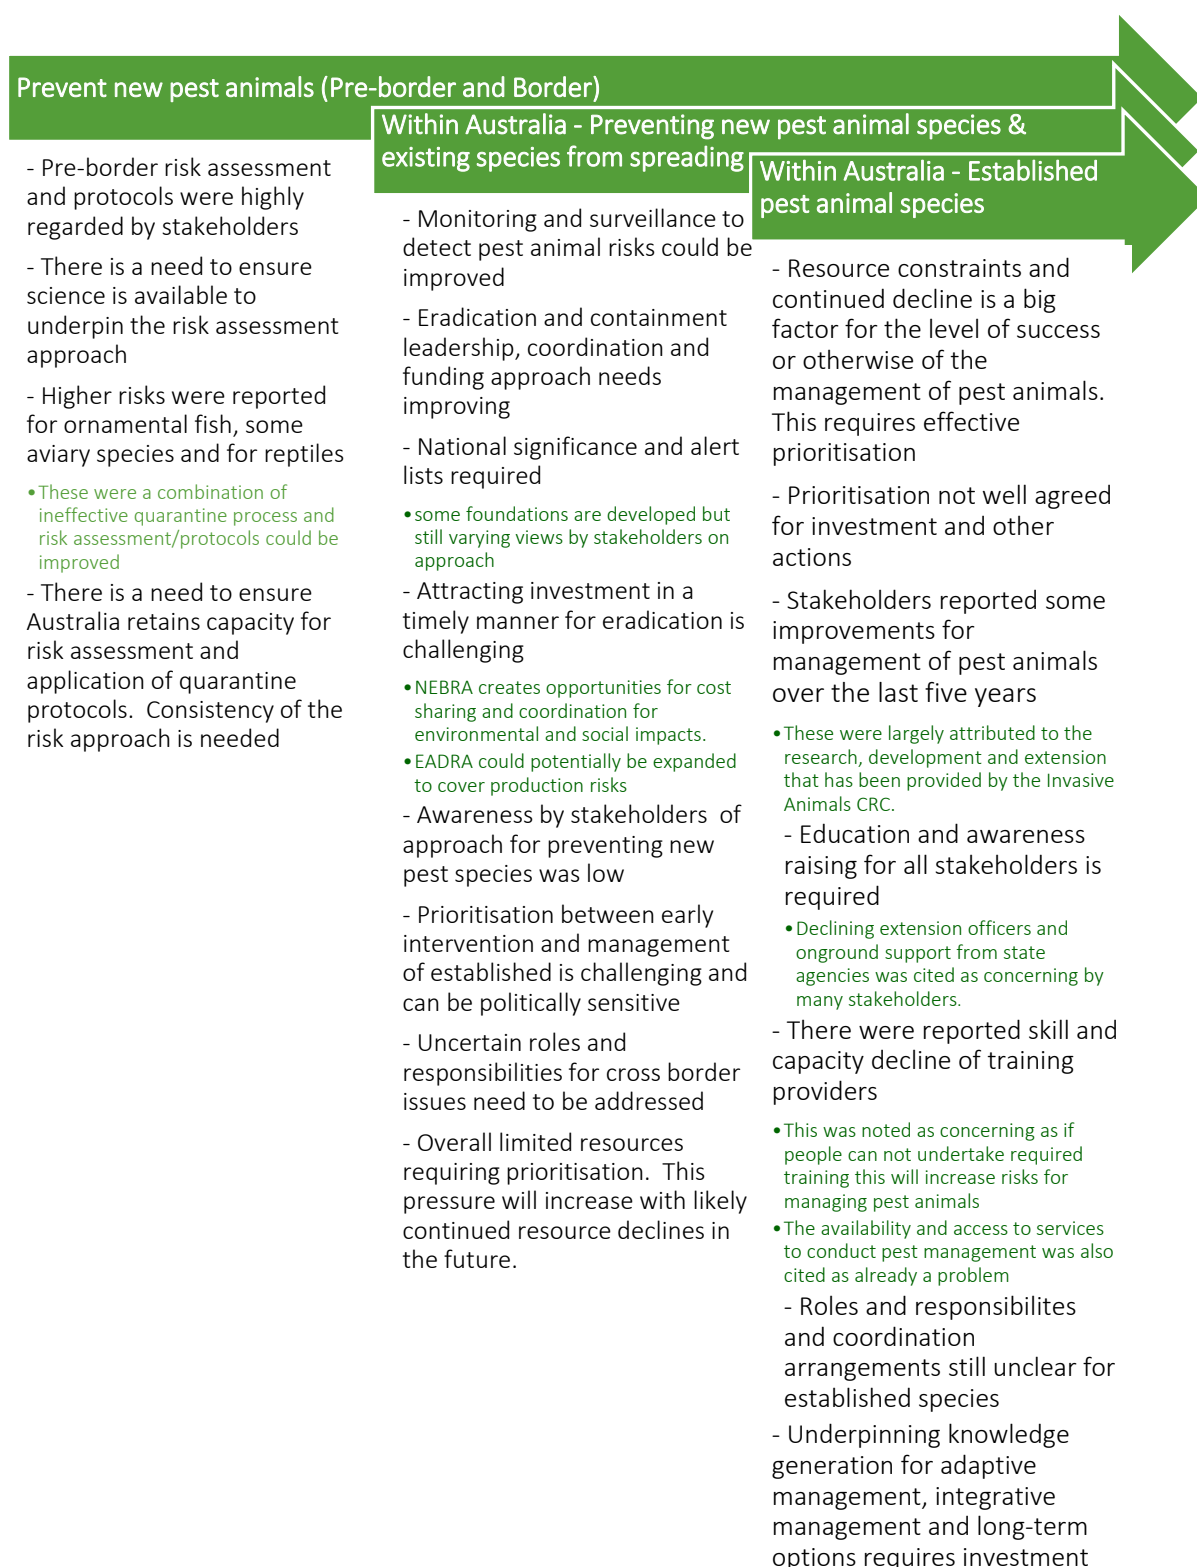 Prevent new pest animals (Pre-border and Border)
- Pre-border risk assessment
and protocols were highly
regarded by stakeholders
- There is a need to ensure
science is available to
underpin the risk assessment
approach
- Higher risks were reported
for ornamental fish, some
aviary species and for reptiles
•These were a combination of
ineffective quarantine process and
risk assessment/protocols could be
improved
- There is a need to ensure
Australia retains capacity for
risk assessment and
application of quarantine
protocols.  Consistency of the
risk approach is needed
Within Australia - Preventing new pest animal species &
existing species from spreading
- Monitoring and surveillance to
detect pest animal risks could be
improved
- Eradication and containment
leadership, coordination and
funding approach needs
improving
- National significance and alert
lists required
•some foundations are developed but
still varying views by stakeholders on
approach
- Attracting investment in a
timely manner for eradication is
challenging
•NEBRA creates opportunities for cost
sharing and coordination for
environmental and social impacts.
•EADRA could potentially be expanded
to cover production risks
- Awareness by stakeholders  of
approach for preventing new
pest species was low
- Prioritisation between early
intervention and management
of established is challenging and
can be politically sensitive
- Uncertain roles and
responsibilities for cross border
issues need to be addressed
- Overall limited resources
requiring prioritisation.  This
pressure will increase with likely
continued resource declines in
the future.
Within Australia - Established
pest animal species
- Resource constraints and
continued decline is a big
factor for the level of success
or otherwise of the
management of pest animals.
This requires effective
prioritisation
- Prioritisation not well agreed
for investment and other
actions
- Stakeholders reported some
improvements for
management of pest animals
over the last five years
•These were largely attributed to the
research, development and extension
that has been provided by the Invasive
Animals CRC.
- Education and awareness
raising for all stakeholders is
required
•Declining extension officers and
onground support from state
agencies was cited as concerning by
many stakeholders.
- There were reported skill and
capacity decline of training
providers
•This was noted as concerning as if
people can not undertake required
training this will increase risks for
managing pest animals
•The availability and access to services
to conduct pest management was also
cited as already a problem
- Roles and responsibilites
and coordination
arrangements still unclear for
established species
- Underpinning knowledge
generation for adaptive
management, integrative
management and long-term
options requires investment